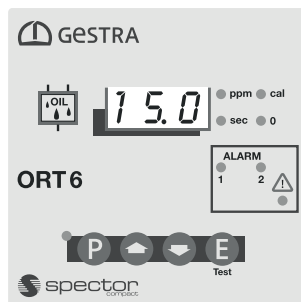 GESTRA
OIL
15.0
ppm cal
sec 0
ORT6
ALARM
1 2
P E
Test
spector
compact